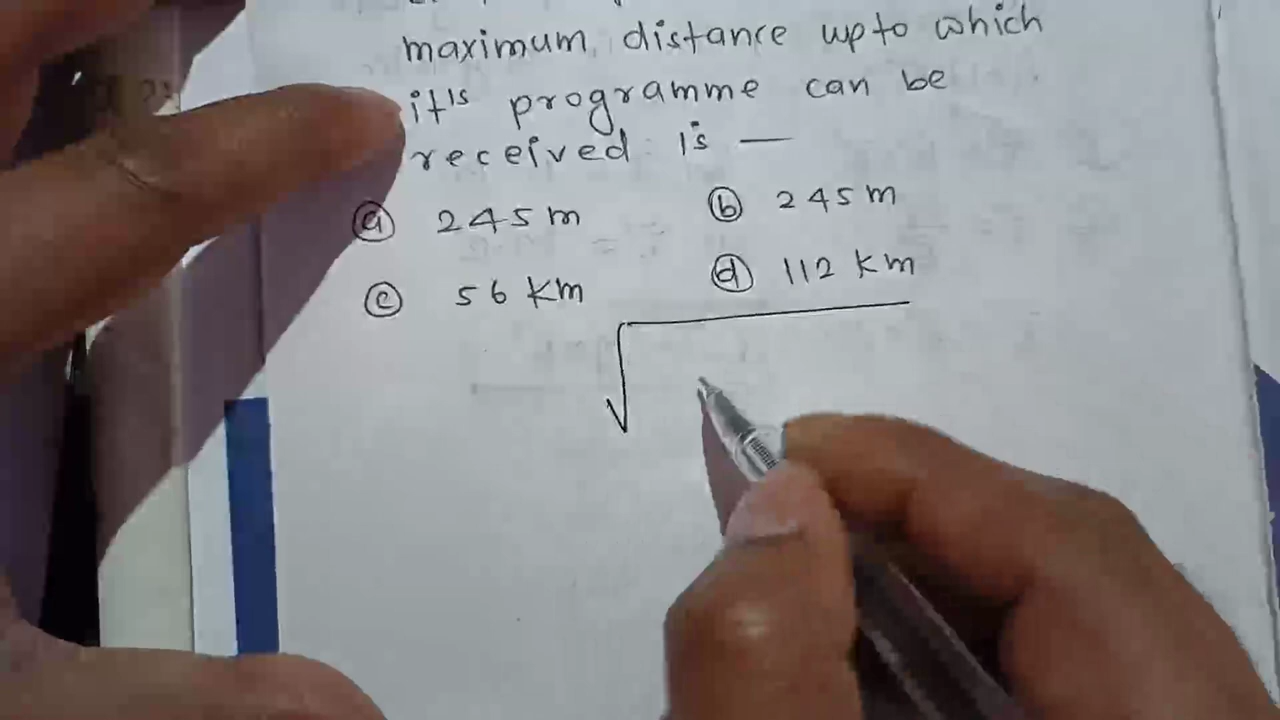 maximum distance upto which
it's programme can be
received is —
ⓐ 245 m ⓑ 245 m
ⓒ 56 km ⓓ 112 km
√